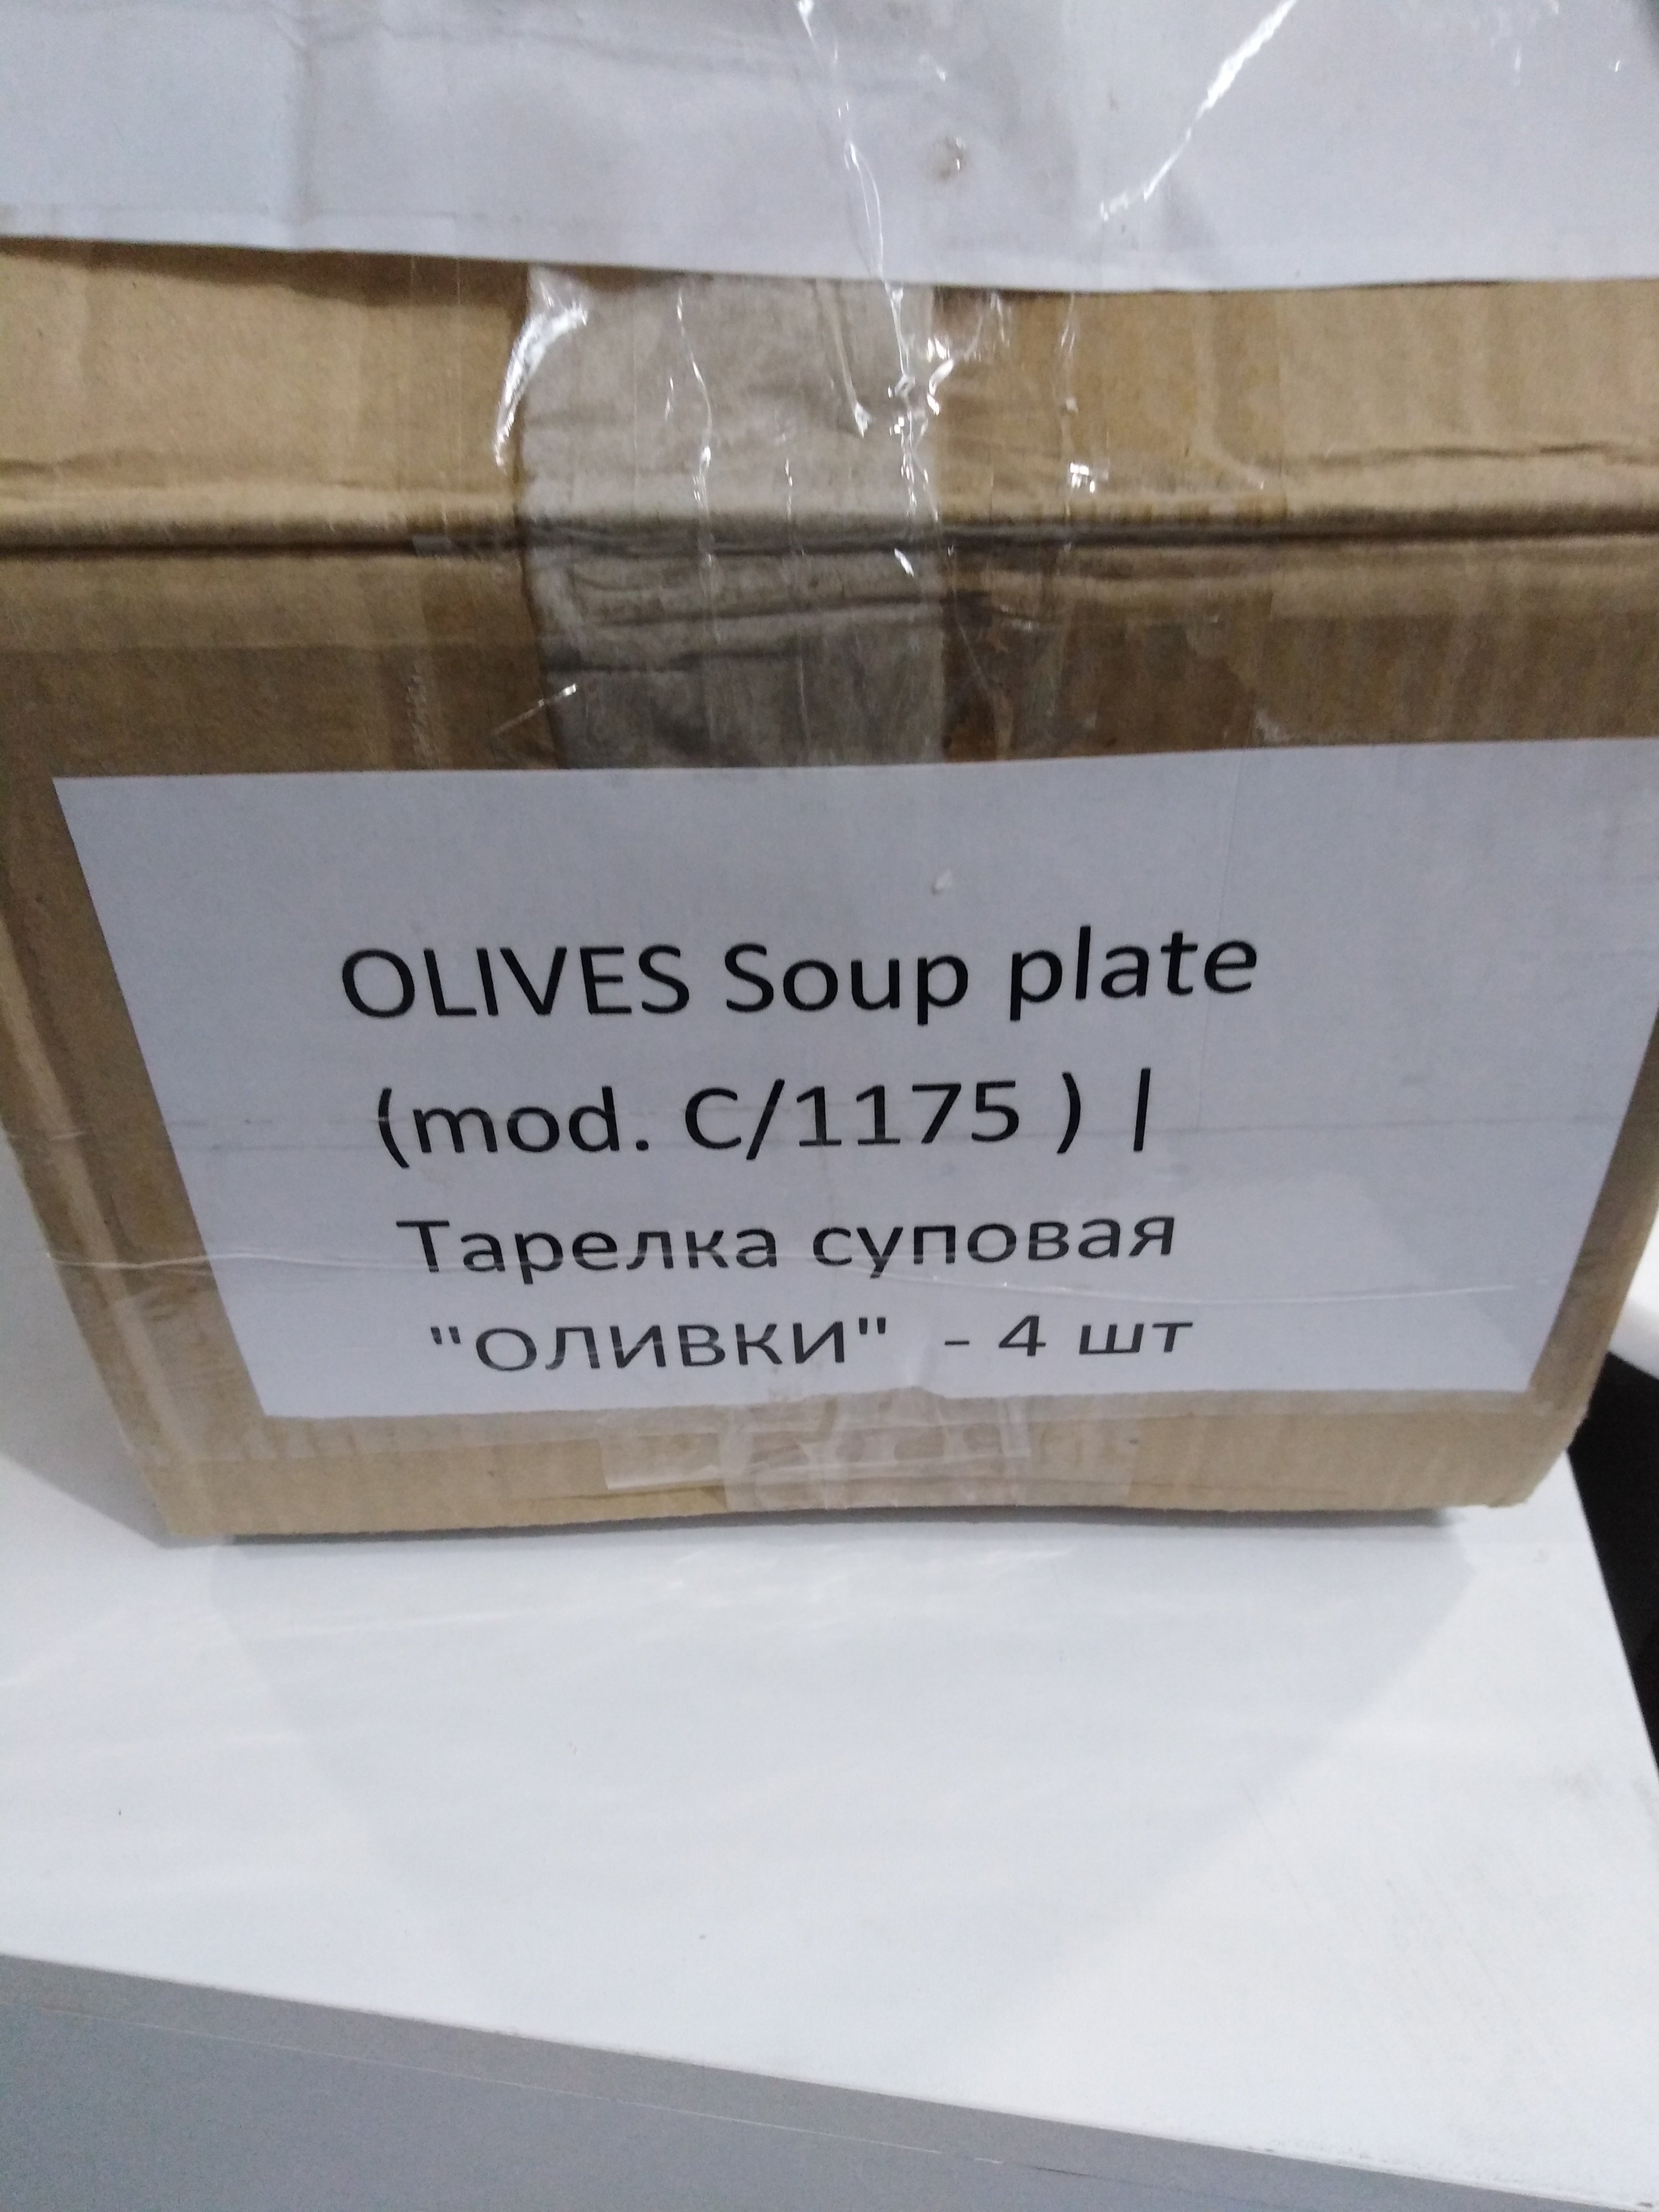 OLIVES Soup plate
(mod. C/1175 ) |
Тарелка суповая
"ОЛИВКИ"  - 4 шт